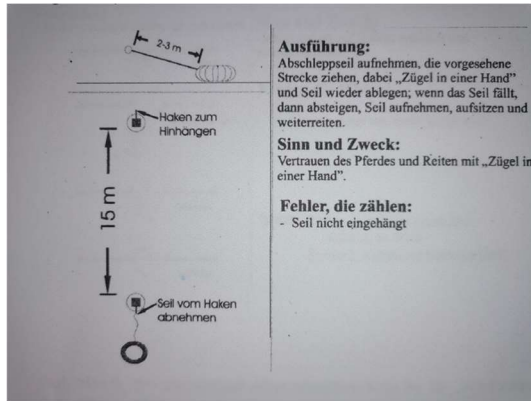 2-3 m
Haken zum
Hinhängen
15 m
Seil vom Haken
abnehmen
Ausführung:
Abschleppseil aufnehmen, die vorgesehene
Strecke ziehen, dabei „Zügel in einer Hand”
und Seil wieder ablegen; wenn das Seil fällt,
dann absteigen, Seil aufnehmen, aufsitzen und
weiterreiten.
Sinn und Zweck:
Vertrauen des Pferdes und Reiten mit „Zügel in
einer Hand”.
Fehler, die zählen:
- Seil nicht eingehängt